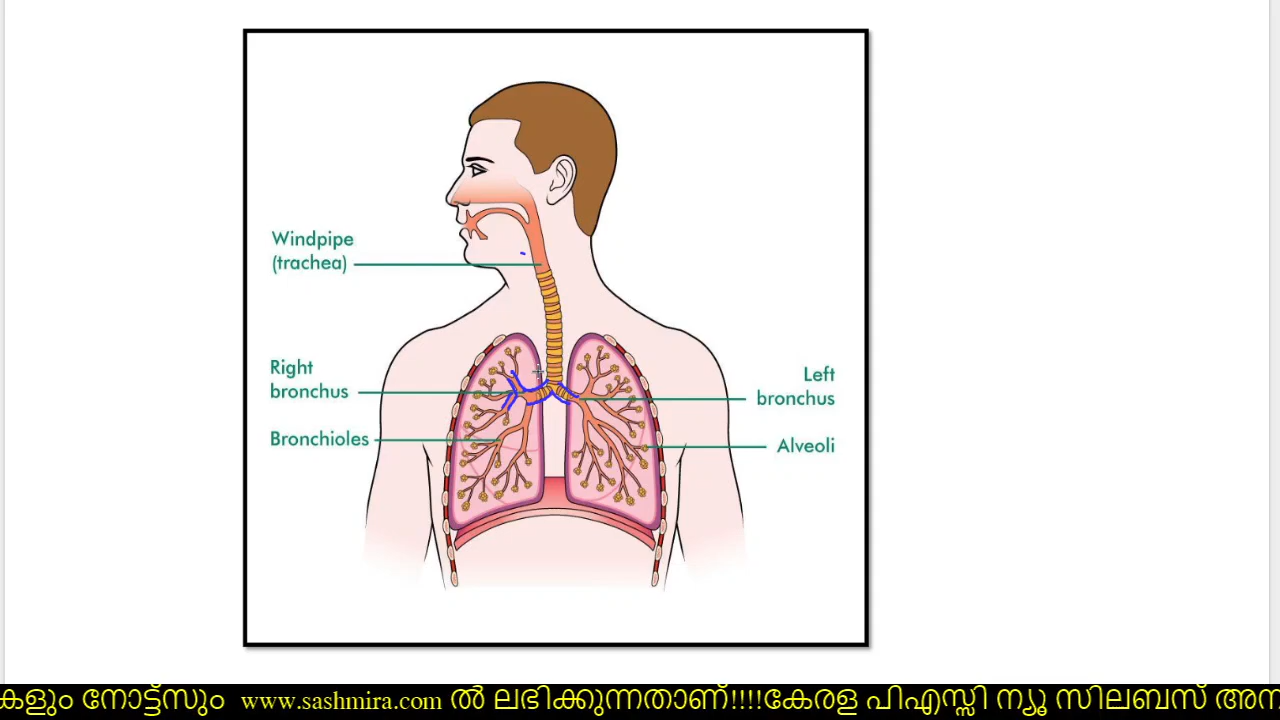 Windpipe
(trachea)
Right
bronchus
Left
bronchus
Bronchioles
Alveoli
കളും നോട്ട്സും www.sashmira.com ൽ ലഭിക്കുന്നതാണ്!!!!കേരള പിഎസ്സി ന്യൂ സിലബസ് അന